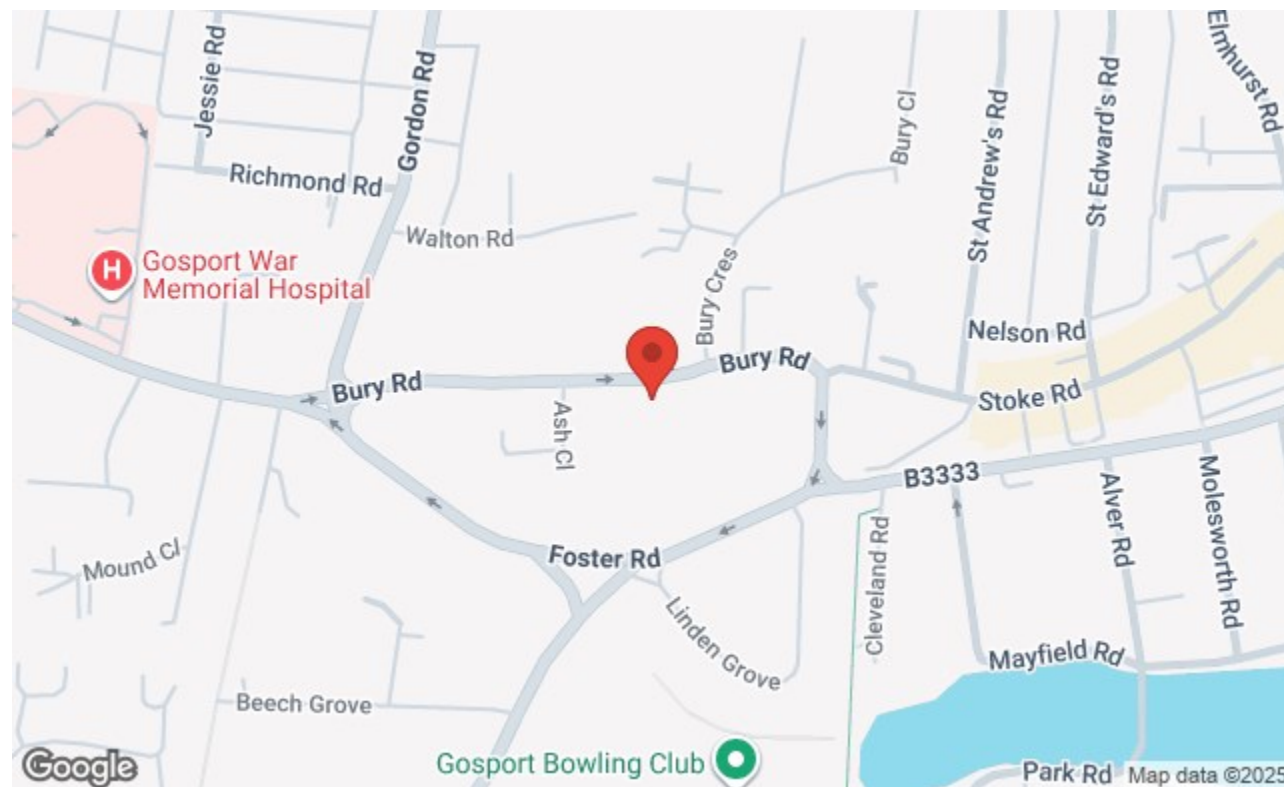 Elmhurst Rd
Jessie Rd
Gordon Rd
Bury Cl
St Andrew's Rd
St Edward's Rd
Richmond Rd
Walton Rd
H
Gosport War
Memorial Hospital
Bury Cres
Nelson Rd
Bury Rd
Bury Rd
Stoke Rd
Ash Cl
B3333
Alver Rd
Molesworth Rd
Mound Cl
Foster Rd
Cleveland Rd
Linden Grove
Mayfield Rd
Beech Grove
Gosport Bowling Club
Google
Park Rd
Map data ©2025